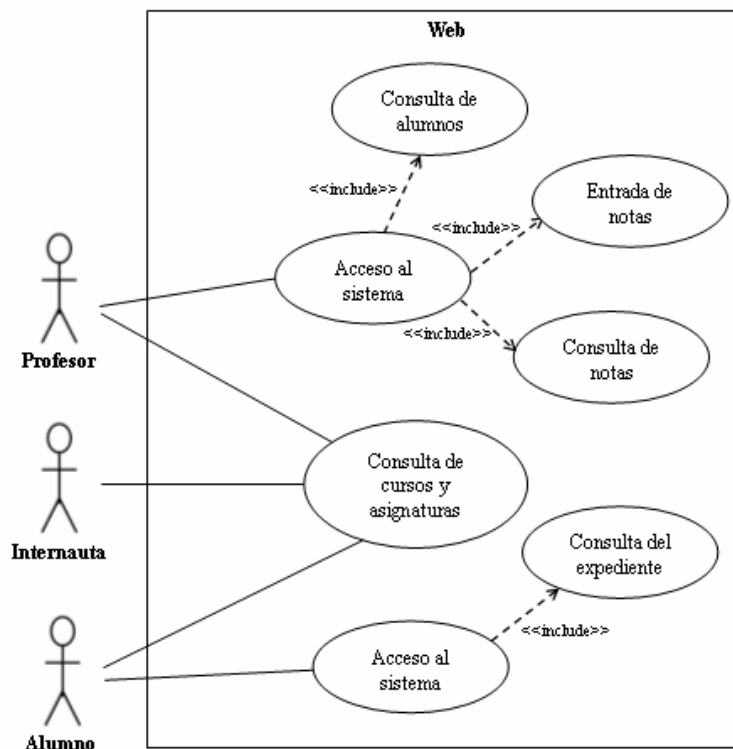 Web
Consulta de
alumnos
<<include>>
Entrada de
notas
<<include>>
Acceso al
sistema
<<include>>
Consulta de
notas
Profesor
Consulta de
cursos y
asignaturas
Internauta
Consulta del
expediente
<<include>>
Acceso al
sistema
Alumno